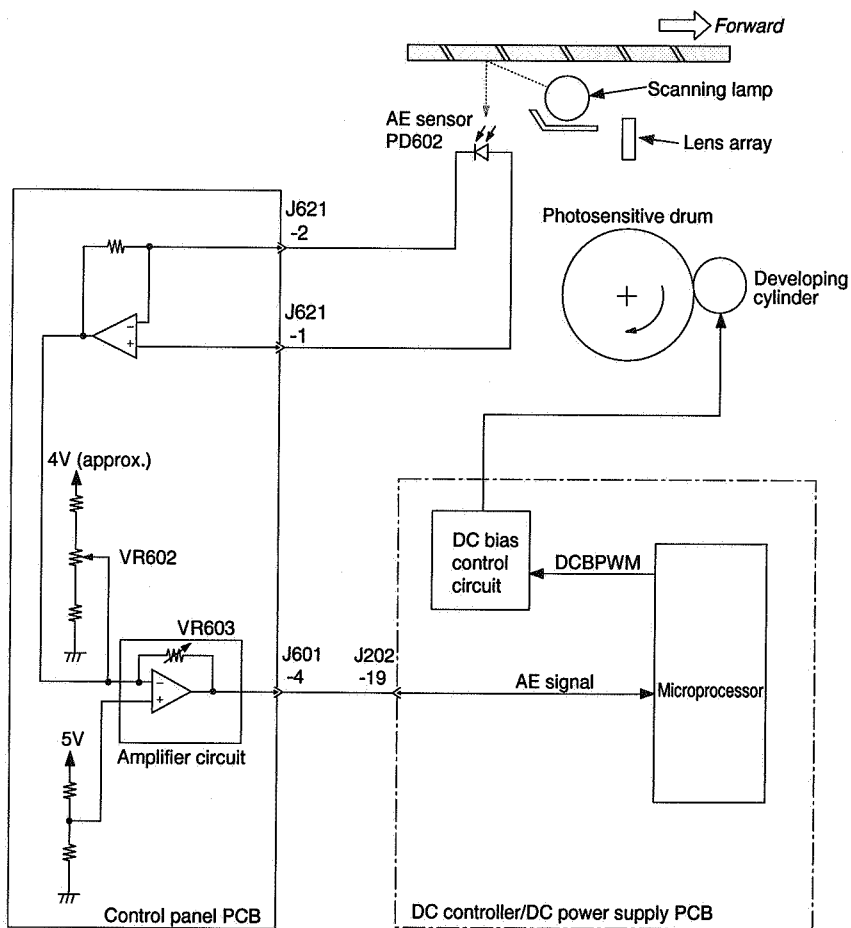 Forward
Scanning lamp
AE sensor
PD602
Lens array
J621
-2
Photosensitive drum
Developing
cylinder
J621
-1
4V (approx.)
VR602
DC bias
control
circuit
DCBPWM
VR603
J601
-4
J202
-19
AE signal
Microprocessor
5V
Amplifier circuit
Control panel PCB
DC controller/DC power supply PCB